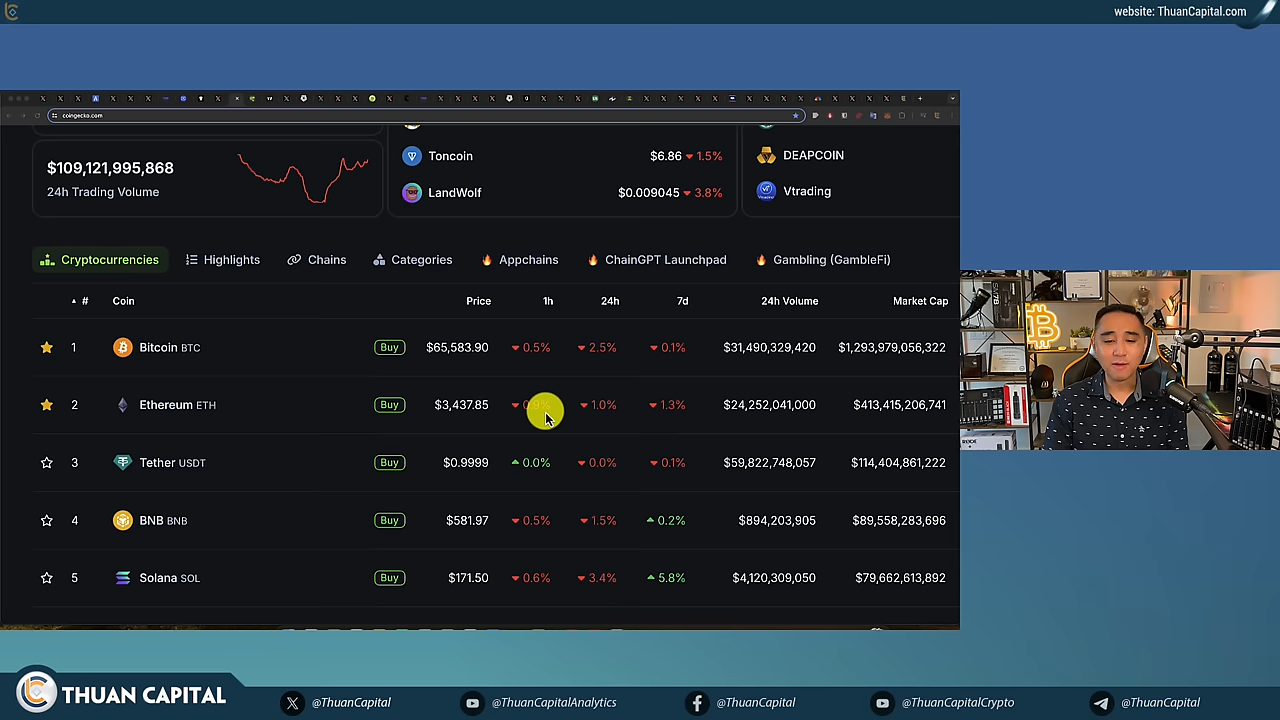 website: ThuanCapital.com
coingecko.com
$109,121,995,868
24h Trading Volume
Toncoin $6.86 1.5%
LandWolf $0.009045 3.8%
DEAPCOIN
Vtrading
Cryptocurrencies Highlights Chains Categories Appchains ChainGPT Launchpad Gambling (GambleFi)
# Coin Price 1h 24h 7d 24h Volume Market Cap
1 Bitcoin BTC Buy $65,583.90 0.5% 2.5% 0.1% $31,490,329,420 $1,293,979,056,322
2 Ethereum ETH Buy $3,437.85 0.9% 1.0% 1.3% $24,252,041,000 $413,415,206,741
3 Tether USDT Buy $0.9999 0.0% 0.0% 0.1% $59,822,748,057 $114,404,861,222
4 BNB BNB Buy $581.97 0.5% 1.5% 0.2% $894,203,905 $89,558,283,696
5 Solana SOL Buy $171.50 0.6% 3.4% 5.8% $4,120,309,050 $79,662,613,892
THUAN CAPITAL
@ThuanCapital @ThuanCapitalAnalytics @ThuanCapital @ThuanCapitalCrypto @ThuanCapital